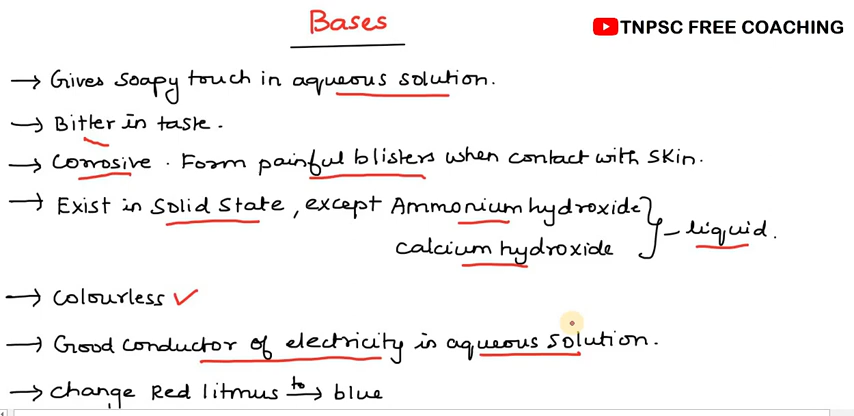 Bases
TNPSC FREE COACHING
→ Gives Soapy touch in aqueous solution.
→ Bitter in taste.
→ Corrosive. Form painful blisters when contact with skin.
→ Exist in Solid State, except Ammonium hydroxide
calcium hydroxide } - liquid.
→ Colourless ✓
→ Good conductor of electricity in aqueous solution.
→ change Red litmus to→ blue